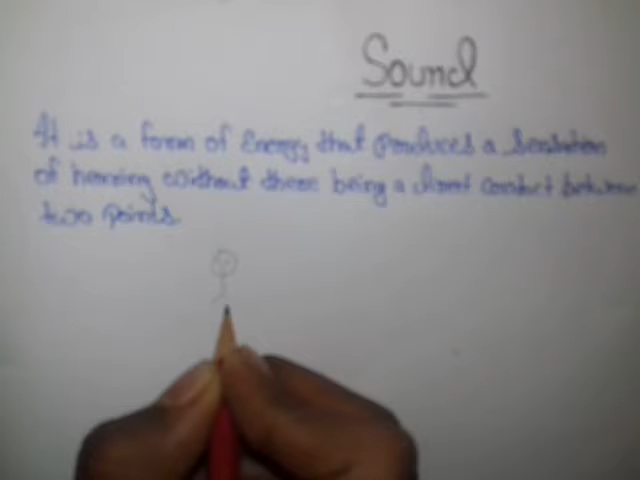 Sound
It is a form of Energy that produces a Sensation
of hearing without there being a direct contact between
two points